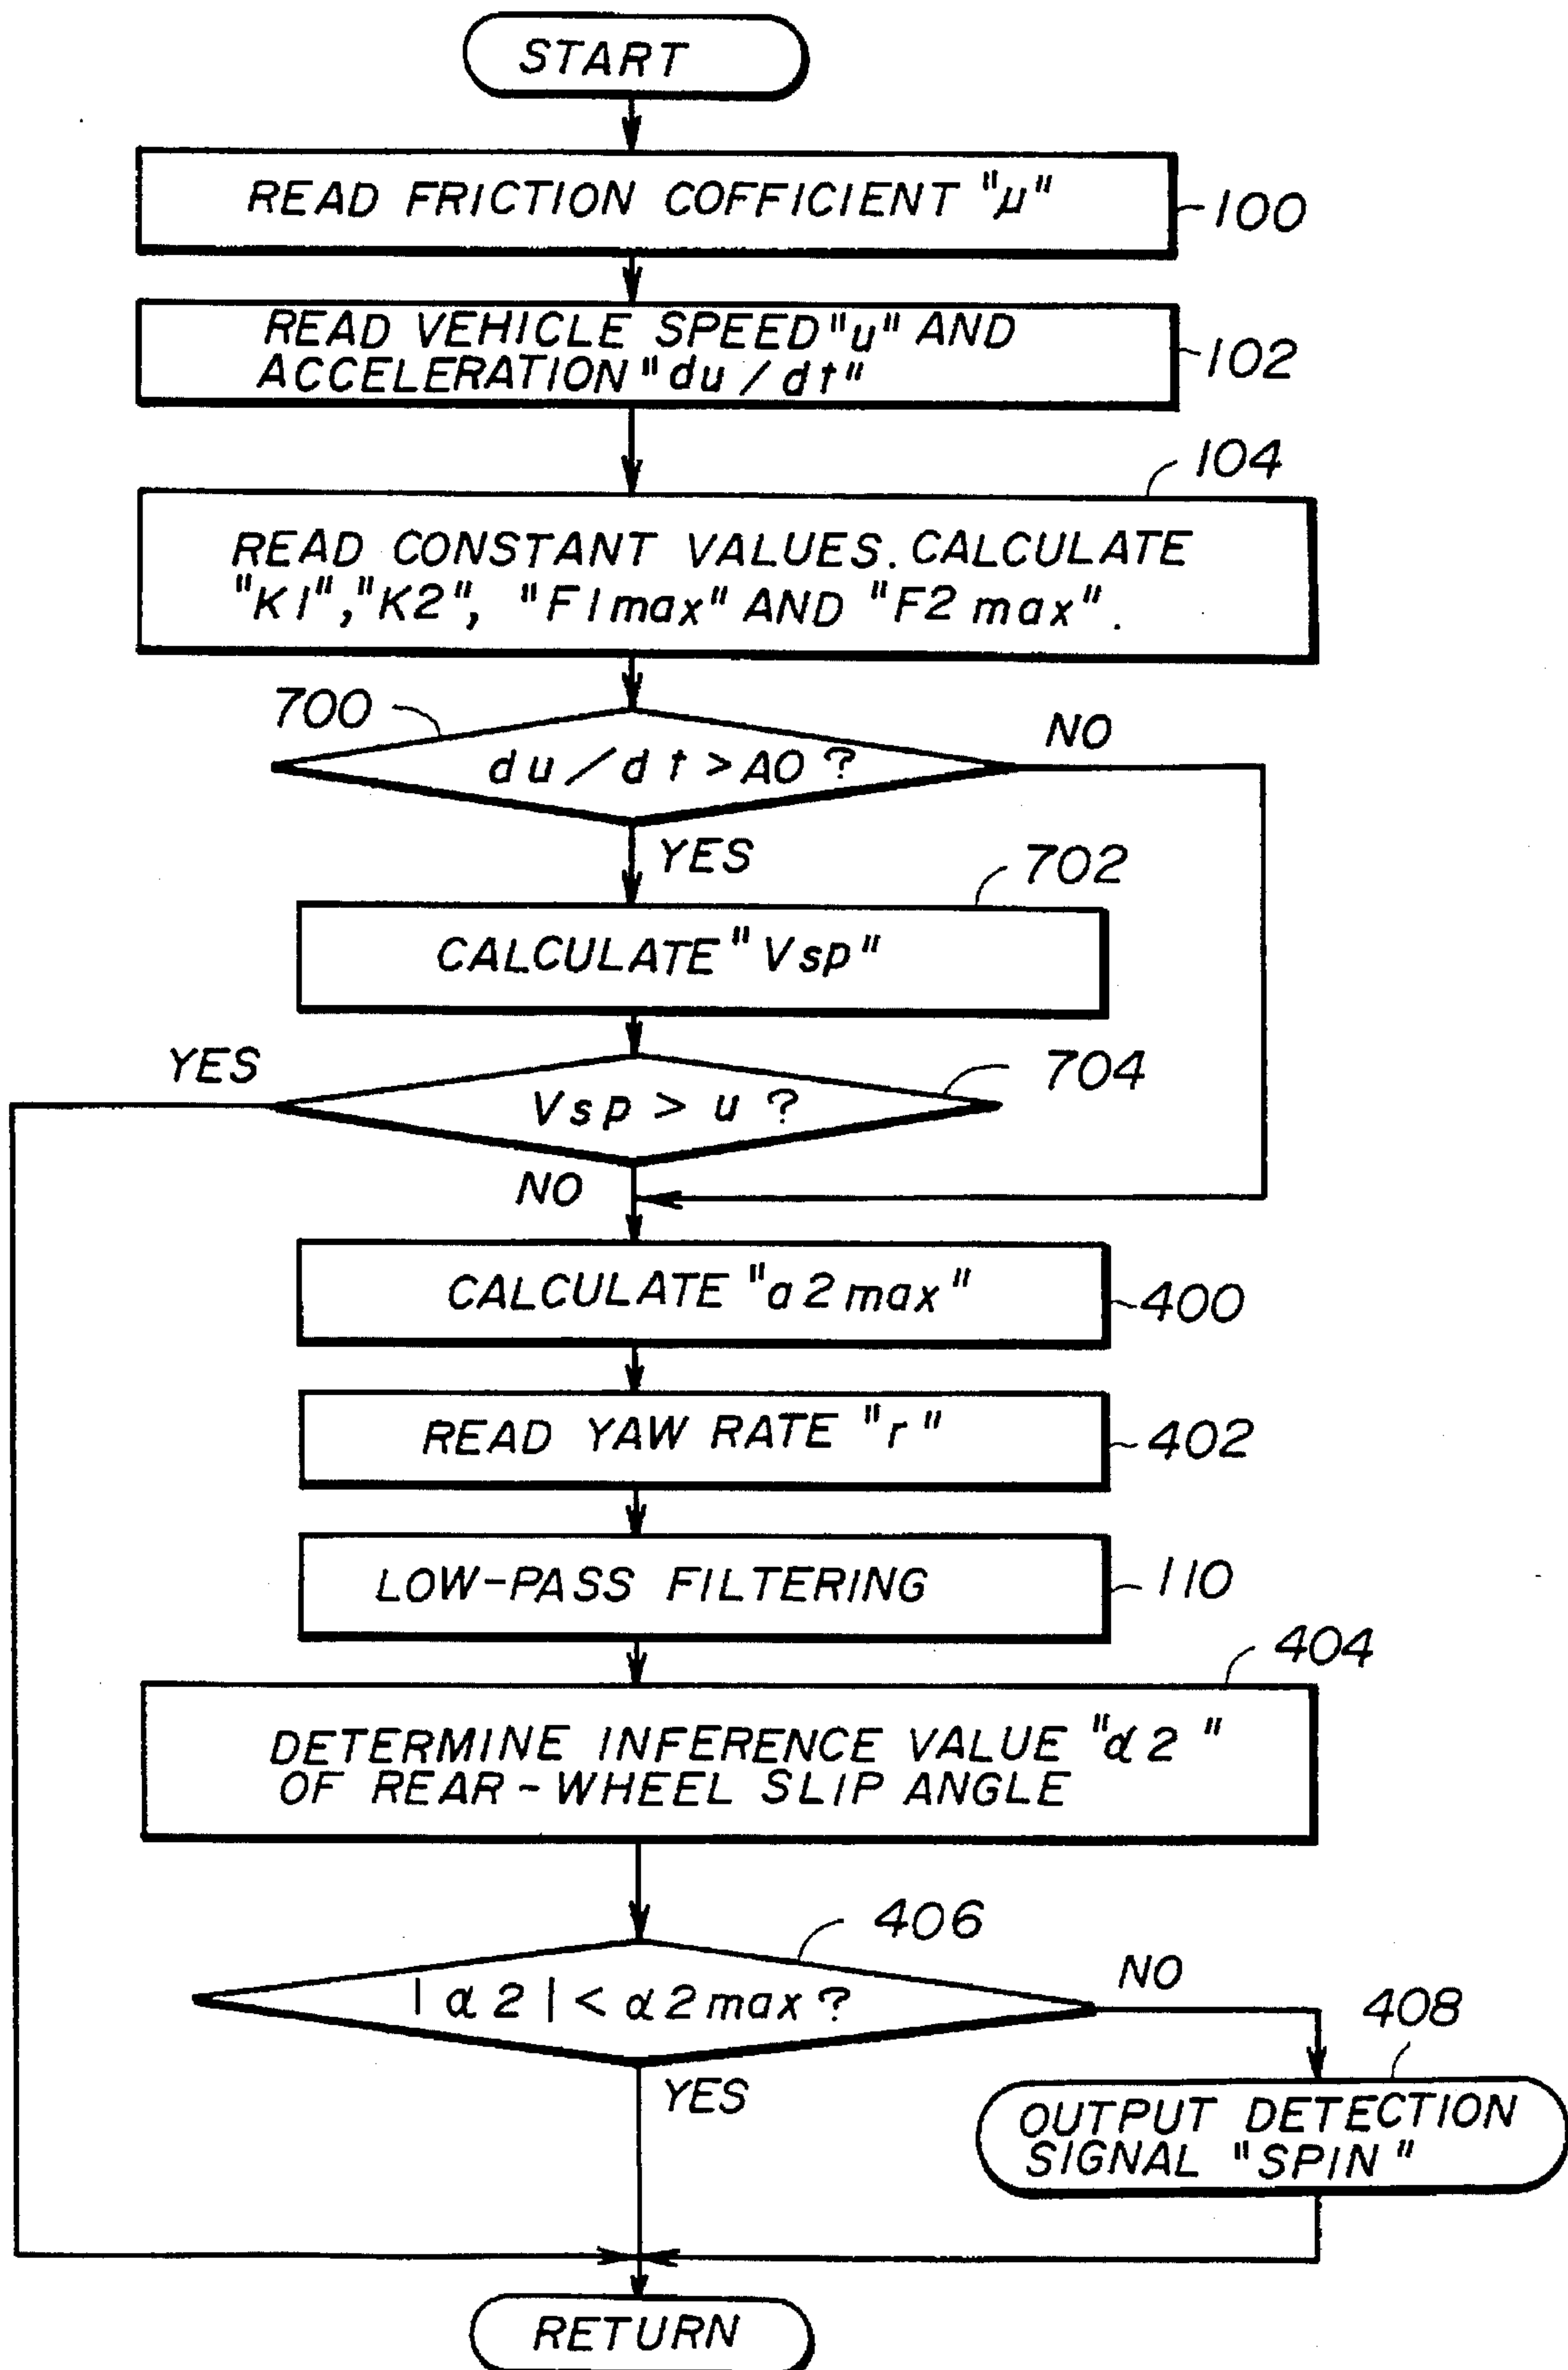 START
READ FRICTION COFFICIENT "μ"
100
READ VEHICLE SPEED "u" AND
ACCELERATION "du/dt"
102
104
READ CONSTANT VALUES. CALCULATE
"K1", "K2", "F1max" AND "F2max".
700
du/dt > A0 ?
NO
YES
702
CALCULATE "Vsp"
YES
704
Vsp > u ?
NO
CALCULATE "a2max"
400
READ YAW RATE "r"
402
LOW-PASS FILTERING
110
404
DETERMINE INFERENCE VALUE "α2"
OF REAR-WHEEL SLIP ANGLE
406
|α2| < α2max ?
NO
408
YES
OUTPUT DETECTION
SIGNAL "SPIN"
RETURN